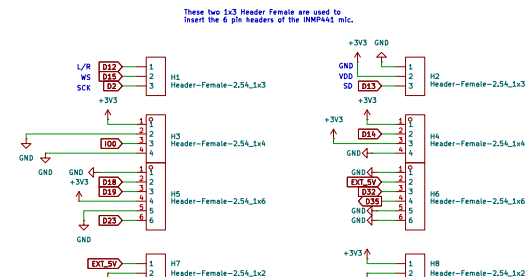 These two 1x3 Header Female are used to
insert the 6 pin headers of the INMP441 mic.
L/R D12 1 H1
WS D15 2 Header-Female-2.54_1x3
SCK D2 3
+3V3 GND
GND 1 H2
VDD 2 Header-Female-2.54_1x3
SD D13 3
+3V3
1
2 H3
IO0 3 Header-Female-2.54_1x4
4
GND
GND
+3V3
+3V3 1
D14 2 H4
3 Header-Female-2.54_1x4
GND 4
GND 1
+3V3 D18 2
D19 3 H5
4 Header-Female-2.54_1x6
5
D23 6
GND
GND 1
EXT_5V 2
D32 3 H6
D35 4 Header-Female-2.54_1x6
GND 5
GND 6
EXT_5V 1 H7
2 Header-Female-2.54_1x2
+3V3
1 H8
2 Header-Female-2.54_1x2